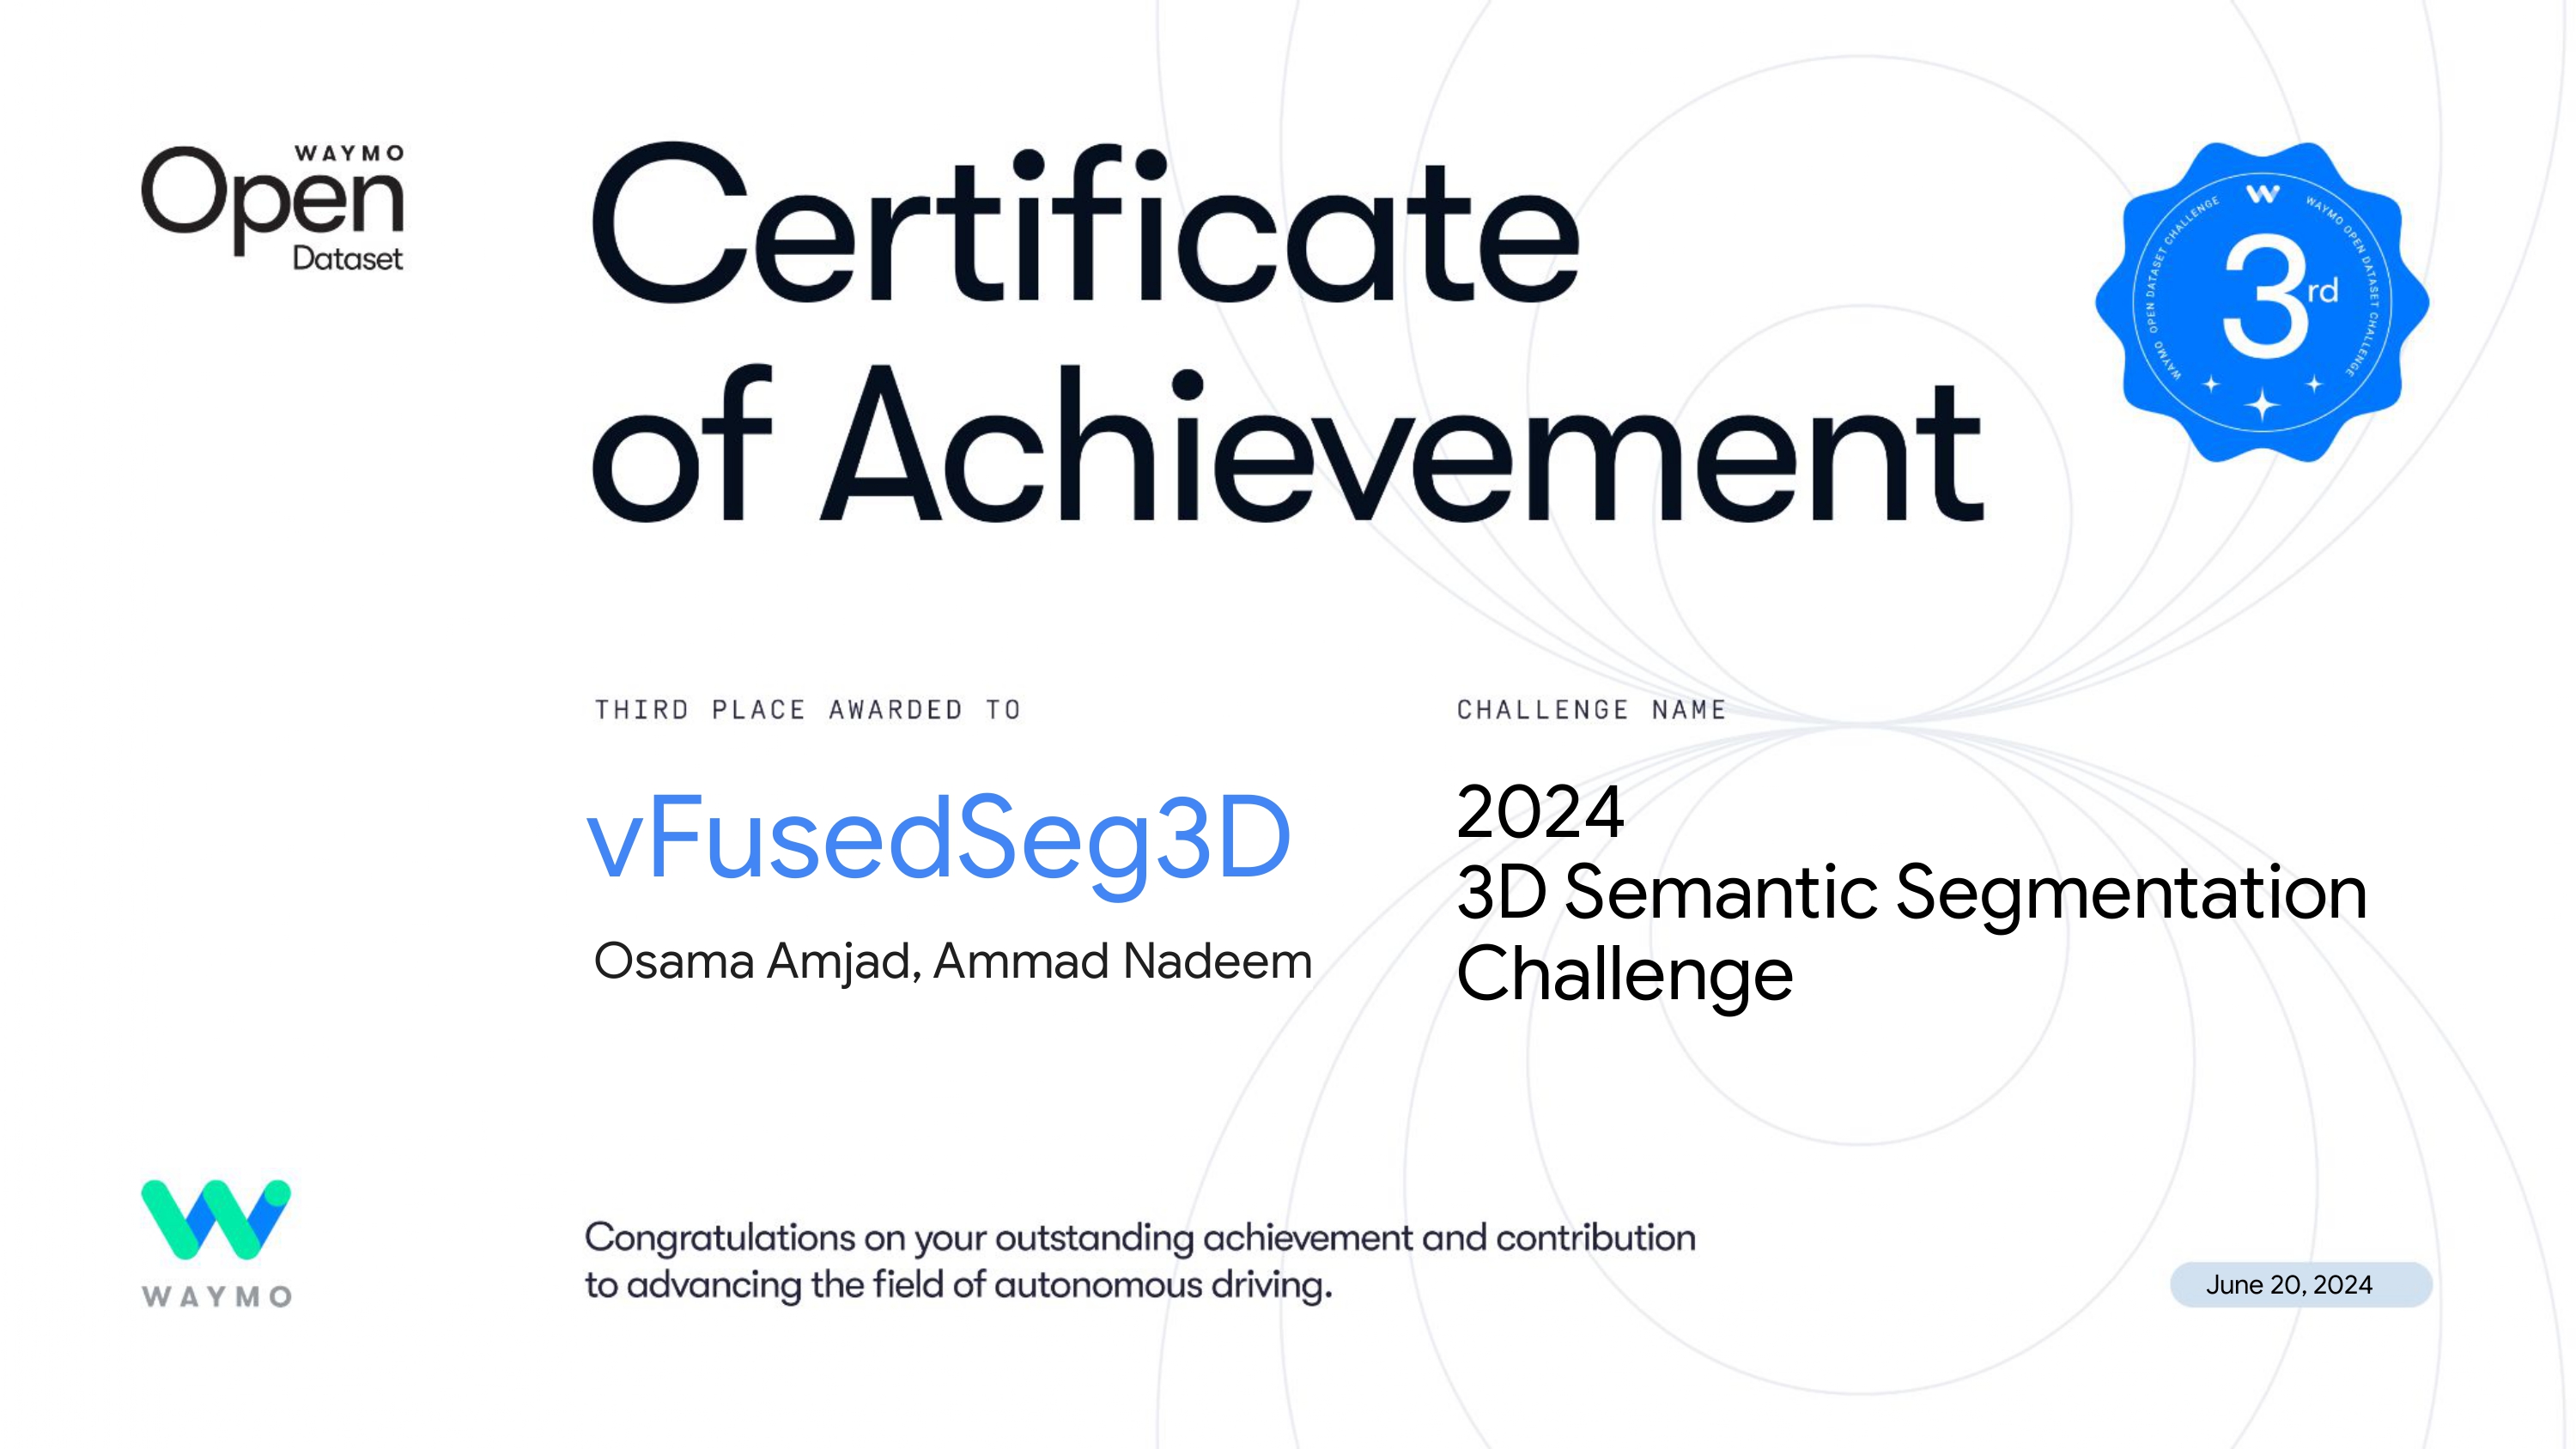 WAYMO
Open
Dataset
Certificate
of Achievement
WAYMO OPEN DATASET CHALLENGE
WAYMO OPEN DATASET CHALLENGE
3rd
THIRD PLACE AWARDED TO
vFusedSeg3D
Osama Amjad, Ammad Nadeem
CHALLENGE NAME
2024
3D Semantic Segmentation
Challenge
WAYMO
Congratulations on your outstanding achievement and contribution
to advancing the field of autonomous driving.
June 20, 2024